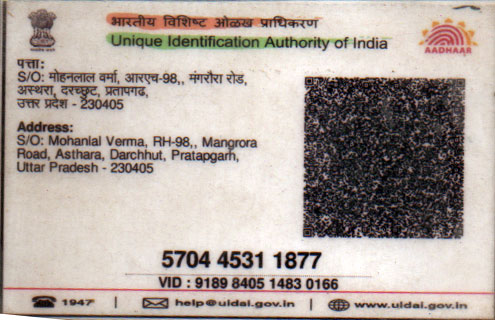 भारतीय विशिष्ट ओळख प्राधिकरण
Unique Identification Authority of India
AADHAAR
पत्ता:
S/O: मोहनलाल वर्मा, आरएच-98,, मंगरौरा रोड,
अस्थरा, दरच्छुट, प्रतापगढ,
उत्तर प्रदेश - 230405
Address:
S/O: Mohanlal Verma, RH-98,, Mangrora
Road, Asthara, Darchhut, Pratapgarh,
Uttar Pradesh - 230405
5704 4531 1877
VID : 9189 8405 1483 0166
1947 | help@uidai.gov.in | www.uidai.gov.in